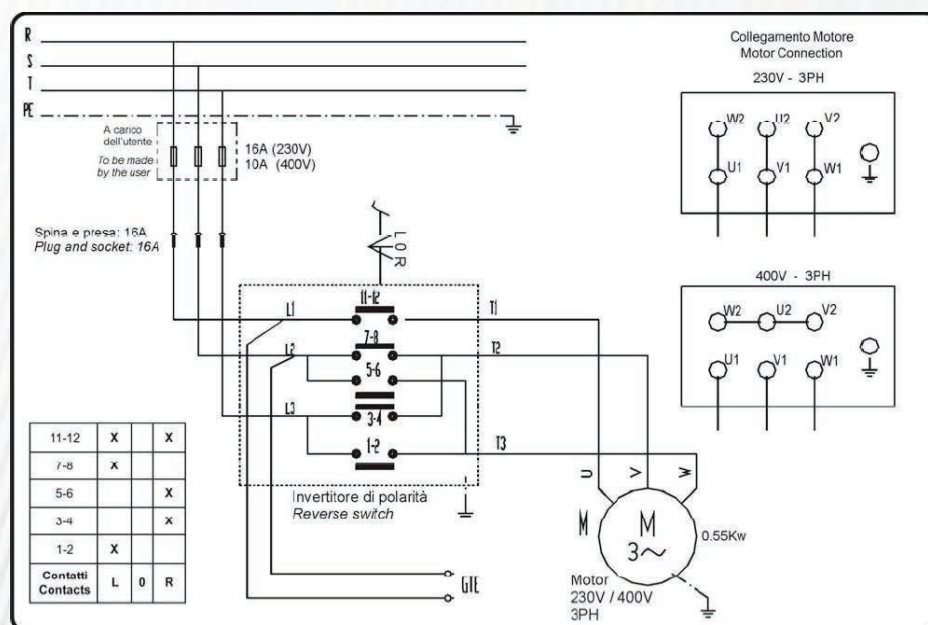 R
S
T
PE
A carico
dell'utente
To be made
by the user
16A (230V)
10A (400V)
Spina e presa: 16A
Plug and socket: 16A
L O R
L1
11-12
T1
L2
7-8
T2
5-6
L3
3-4
1-2
T3
Invertitore di polarità
Reverse switch
GTE
U V W
M
M
3~
0.55Kw
Motor
230V / 400V
3PH
Collegamento Motore
Motor Connection
230V - 3PH
W2 U2 V2
U1 V1 W1
400V - 3PH
W2 U2 V2
U1 V1 W1
11-12 X X
7-8 X
5-6 X
3-4 X
1-2 X
Contatti
Contacts L 0 R